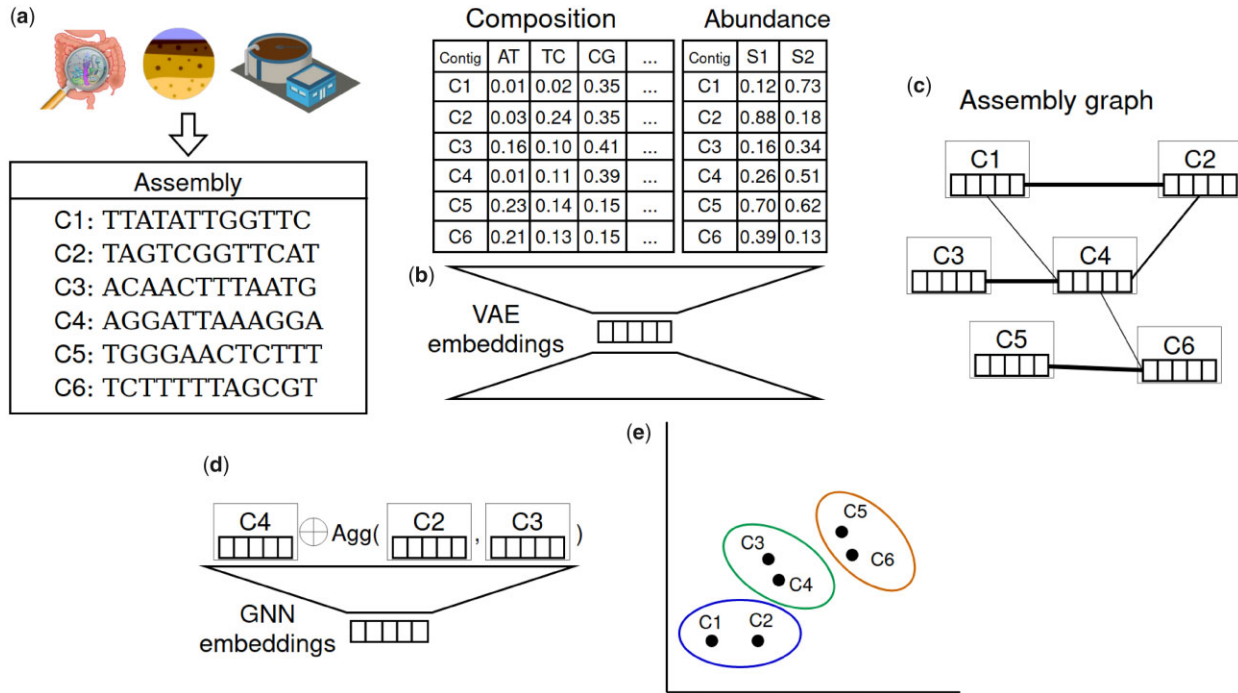 (a)
Assembly
C1: TTATATTGGTTC
C2: TAGTCGGTTCAT
C3: ACAACTTTAATG
C4: AGGATTAAAGGA
C5: TGGGAACTCTTT
C6: TCTTTTTAGCGT
Composition
Contig AT TC CG ...
C1 0.01 0.02 0.35 ...
C2 0.03 0.24 0.35 ...
C3 0.16 0.10 0.41 ...
C4 0.01 0.11 0.39 ...
C5 0.23 0.14 0.15 ...
C6 0.21 0.13 0.15 ...
Abundance
Contig S1 S2
C1 0.12 0.73
C2 0.88 0.18
C3 0.16 0.34
C4 0.26 0.51
C5 0.70 0.62
C6 0.39 0.13
(b)
VAE
embeddings
(c)
Assembly graph
C1 C2
C3 C4
C5 C6
(d)
C4 ⊕ Agg( C2 , C3 )
GNN
embeddings
(e)
C5
C6
C3
C4
C1 C2